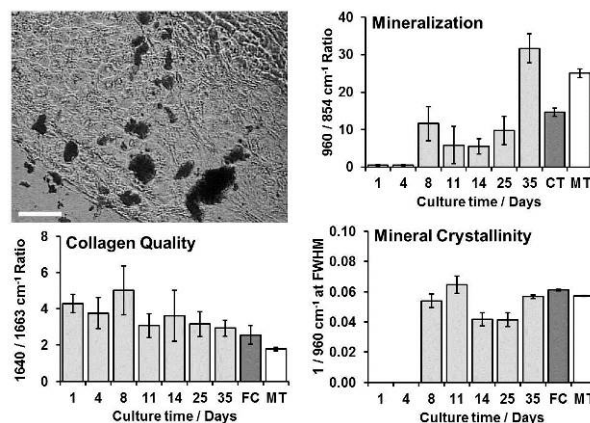 Mineralization
960 / 854 cm⁻¹ Ratio
40
30
20
10
0
1 4 8 11 14 25 35 CT MT
Culture time / Days
Collagen Quality
1640 / 1663 cm⁻¹ Ratio
8
6
4
2
0
1 4 8 11 14 25 35 FC MT
Culture time / Days
Mineral Crystallinity
1 / 960 cm⁻¹ at FWHM
0.10
0.08
0.06
0.04
0.02
0.00
1 4 8 11 14 25 35 FC MT
Culture time / Days